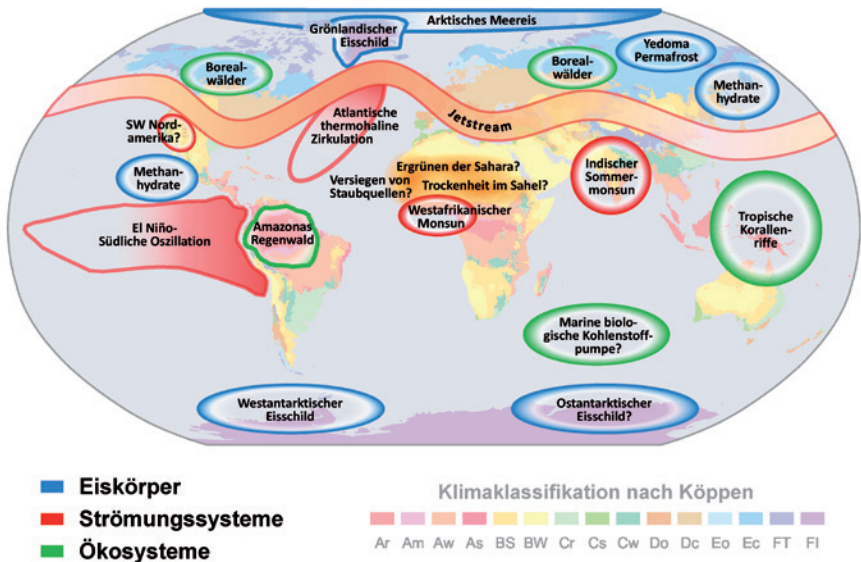 Arktisches Meereis
Grönlandischer
Eisschild
Boreal-
wälder
Boreal-
wälder
Yedoma
Permafrost
Methan-
hydrate
Jetstream
SW Nord-
amerika?
Atlantische
thermohaline
Zirkulation
Methan-
hydrate
Ergrünen der Sahara?
Versiegen von
Staubquellen?
Trockenheit im Sahel?
Indischer
Sommer-
monsun
Westafrikanischer
Monsun
El Niño-
Südliche Oszillation
Amazonas
Regenwald
Tropische
Korallen-
riffe
Marine biolo-
gische Kohlenstoff-
pumpe?
Westantarktischer
Eisschild
Ostantarktischer
Eisschild?
Eiskörper
Strömungssysteme
Ökosysteme
Klimaklassifikation nach Köppen
Ar Am Aw As BS BW Cr Cs Cw Do Dc Eo Ec FT FI